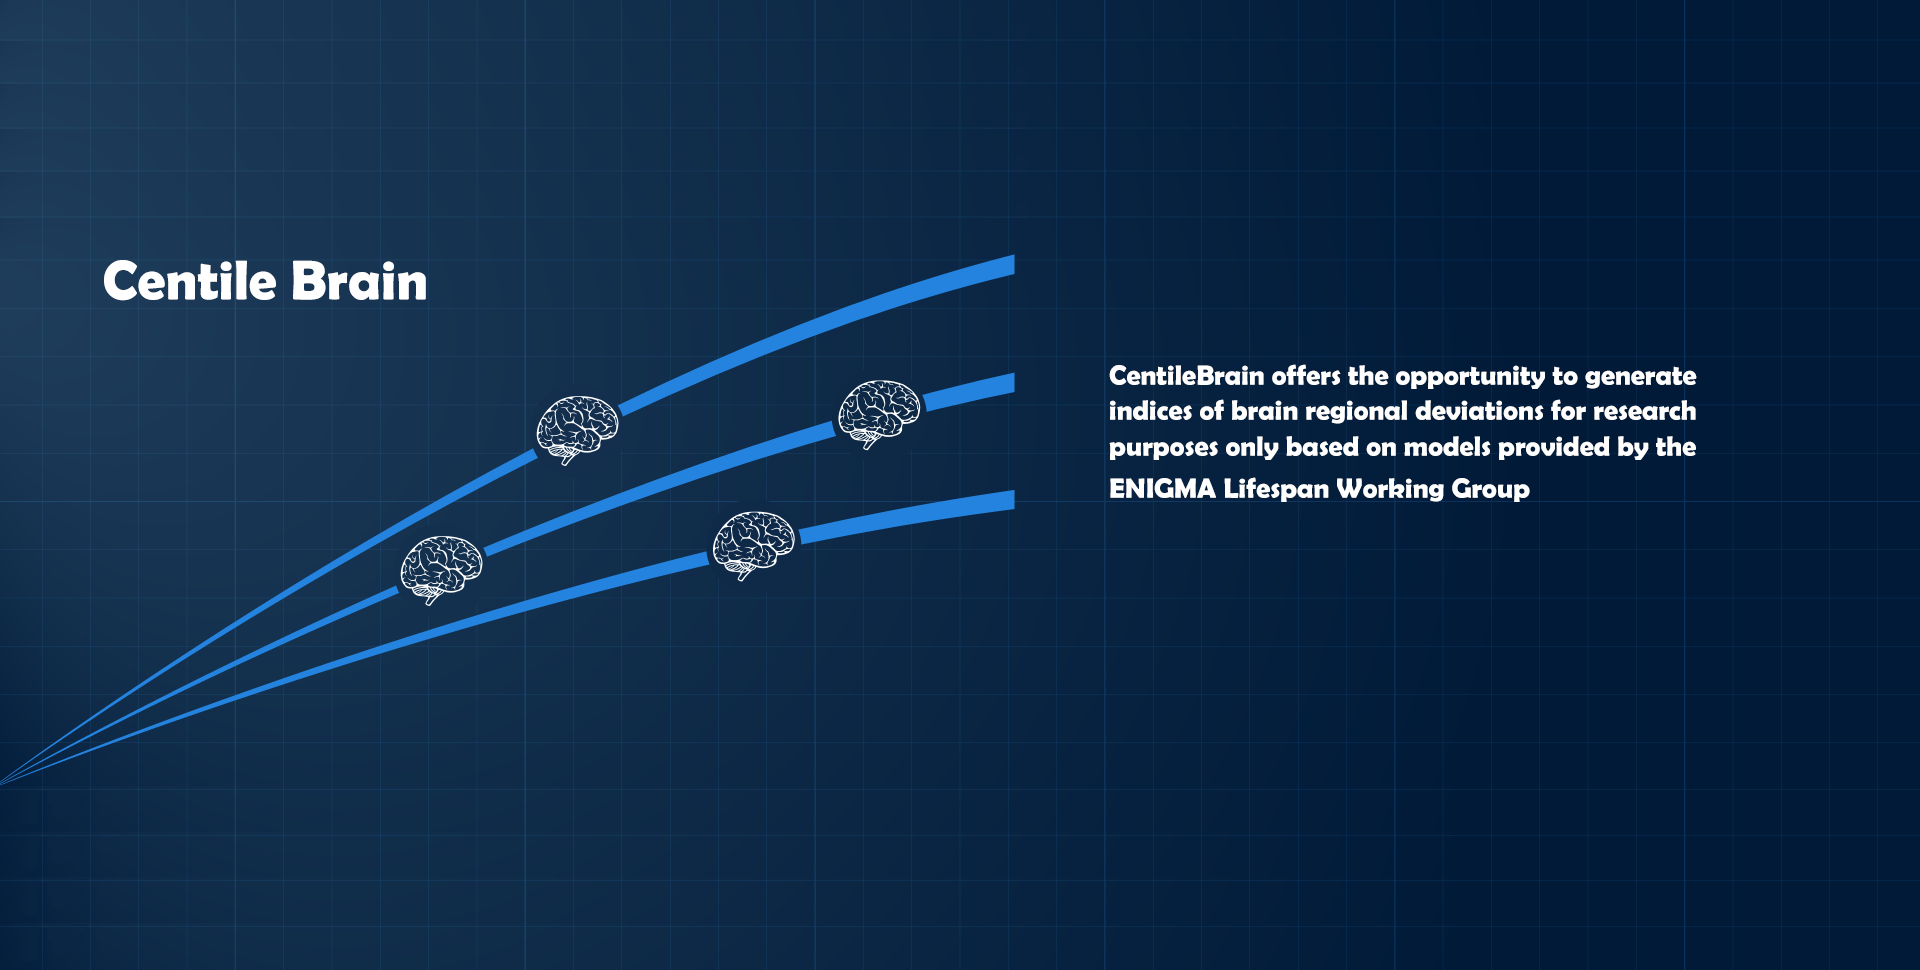 Centile Brain
CentileBrain offers the opportunity to generate
indices of brain regional deviations for research
purposes only based on models provided by the
ENIGMA Lifespan Working Group